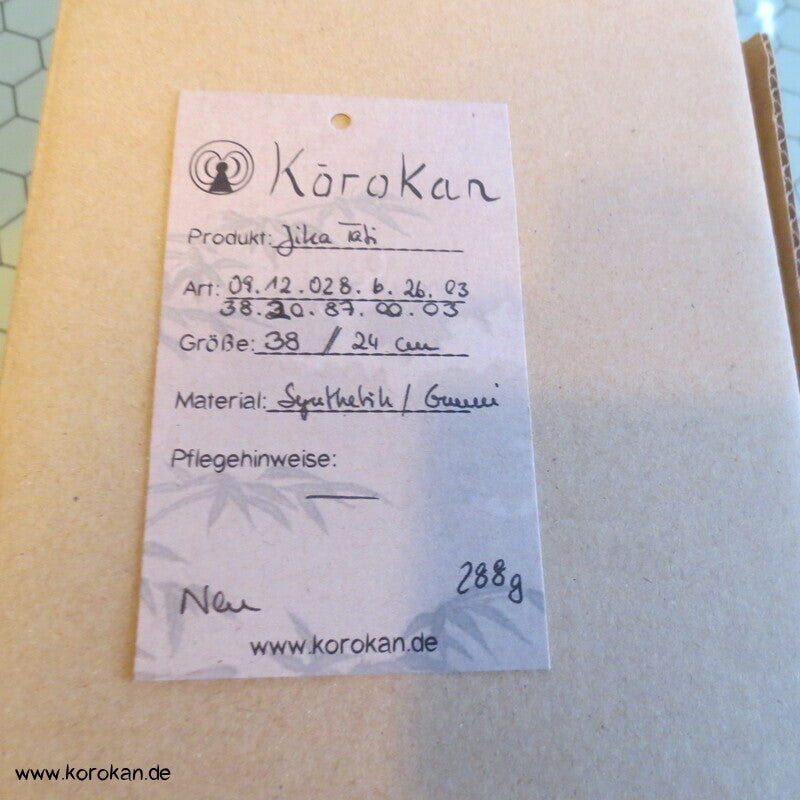 Kōrokan
Produkt: Jika Tabi
Art: 09.12.028.6.26.03
38.20.87.00.03
Größe: 38 / 24 cm
Material: Synthetik / Gummi
Pflegehinweise:
288g
Neu
www.korokan.de
www.korokan.de